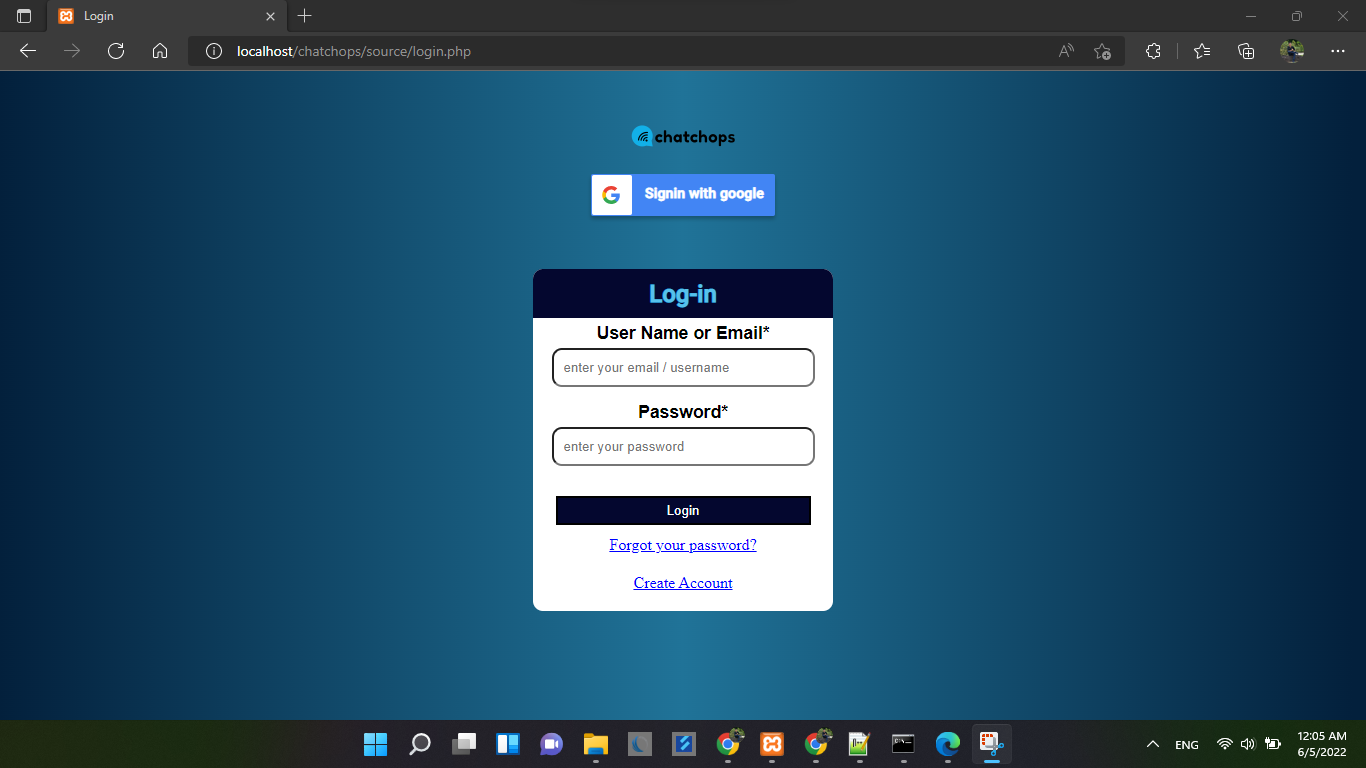 Login
localhost/chatchops/source/login.php
chatchops
Signin with google
Log-in
User Name or Email*
enter your email / username
Password*
enter your password
Login
Forgot your password?
Create Account
ENG
12:05 AM
6/5/2022